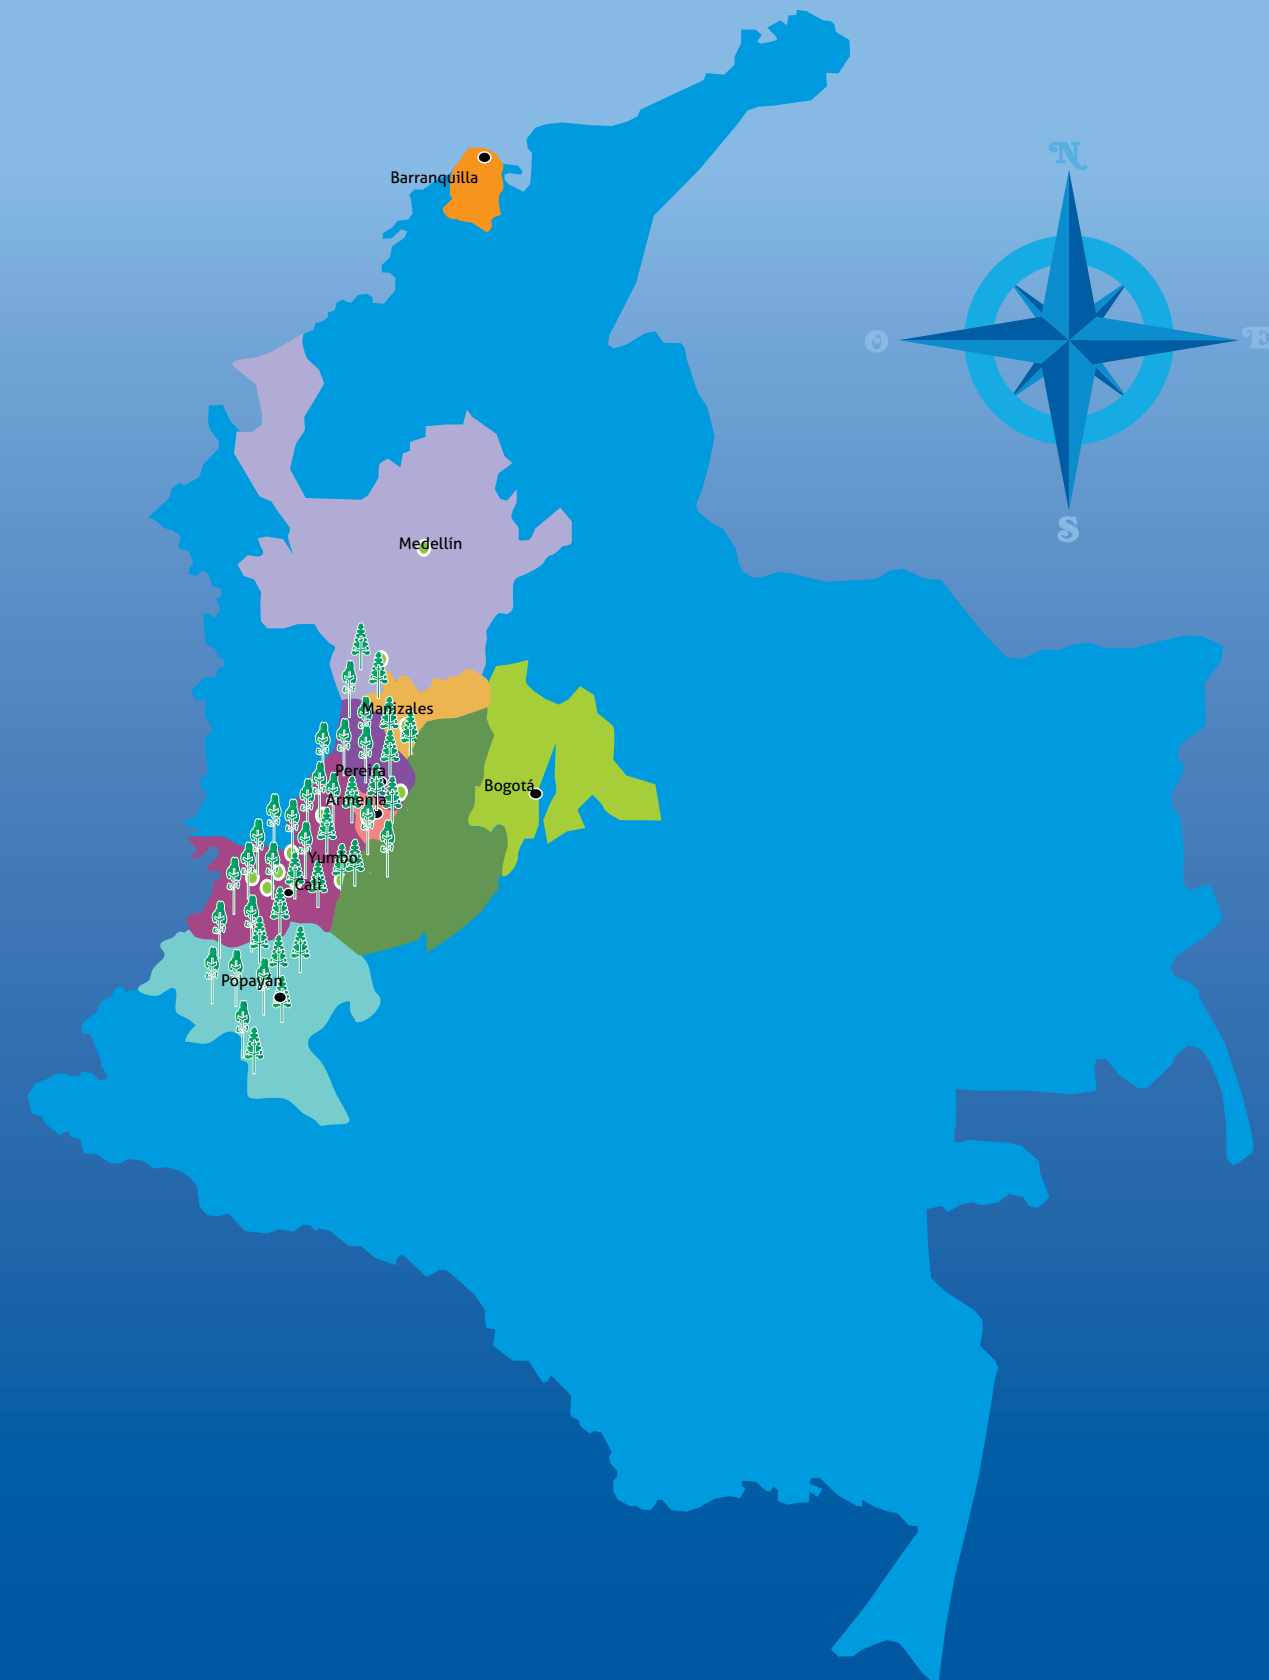 N
Barranquilla
O
E
S
Medellín
Manizales
Pereira
Bogotá
Armenia
Yumbo
Cali
Popayán